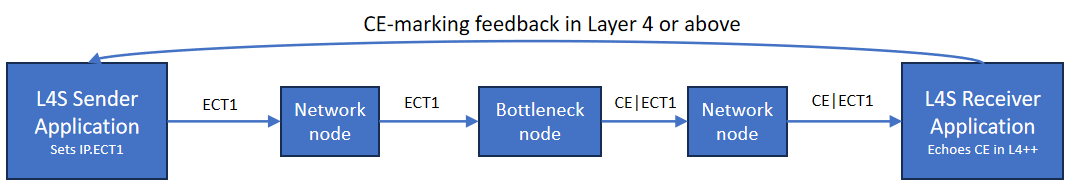 CE-marking feedback in Layer 4 or above
L4S Sender
Application
Sets IP.ECT1
ECT1
Network
node
ECT1
Bottleneck
node
CE|ECT1
Network
node
CE|ECT1
L4S Receiver
Application
Echoes CE in L4++